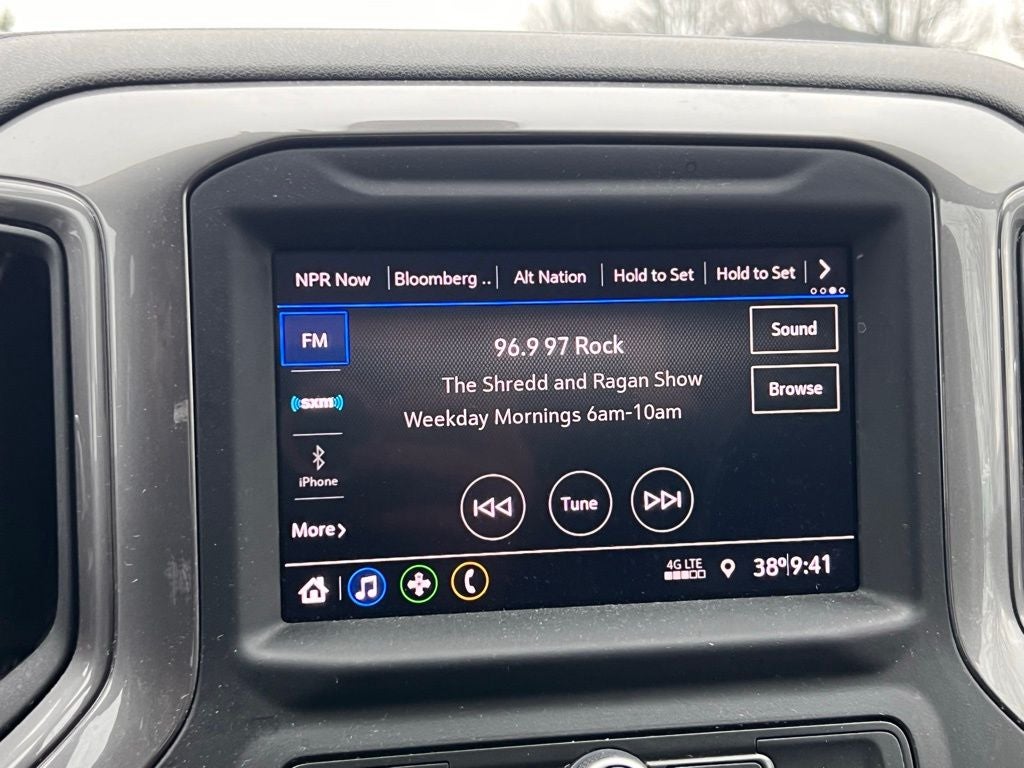 NPR Now Bloomberg .. Alt Nation Hold to Set Hold to Set
FM
96.9 97 Rock
Sound
The Shredd and Ragan Show
Browse
((sxm))
Weekday Mornings 6am-10am
iPhone
Tune
More
4G LTE
38° 9:41